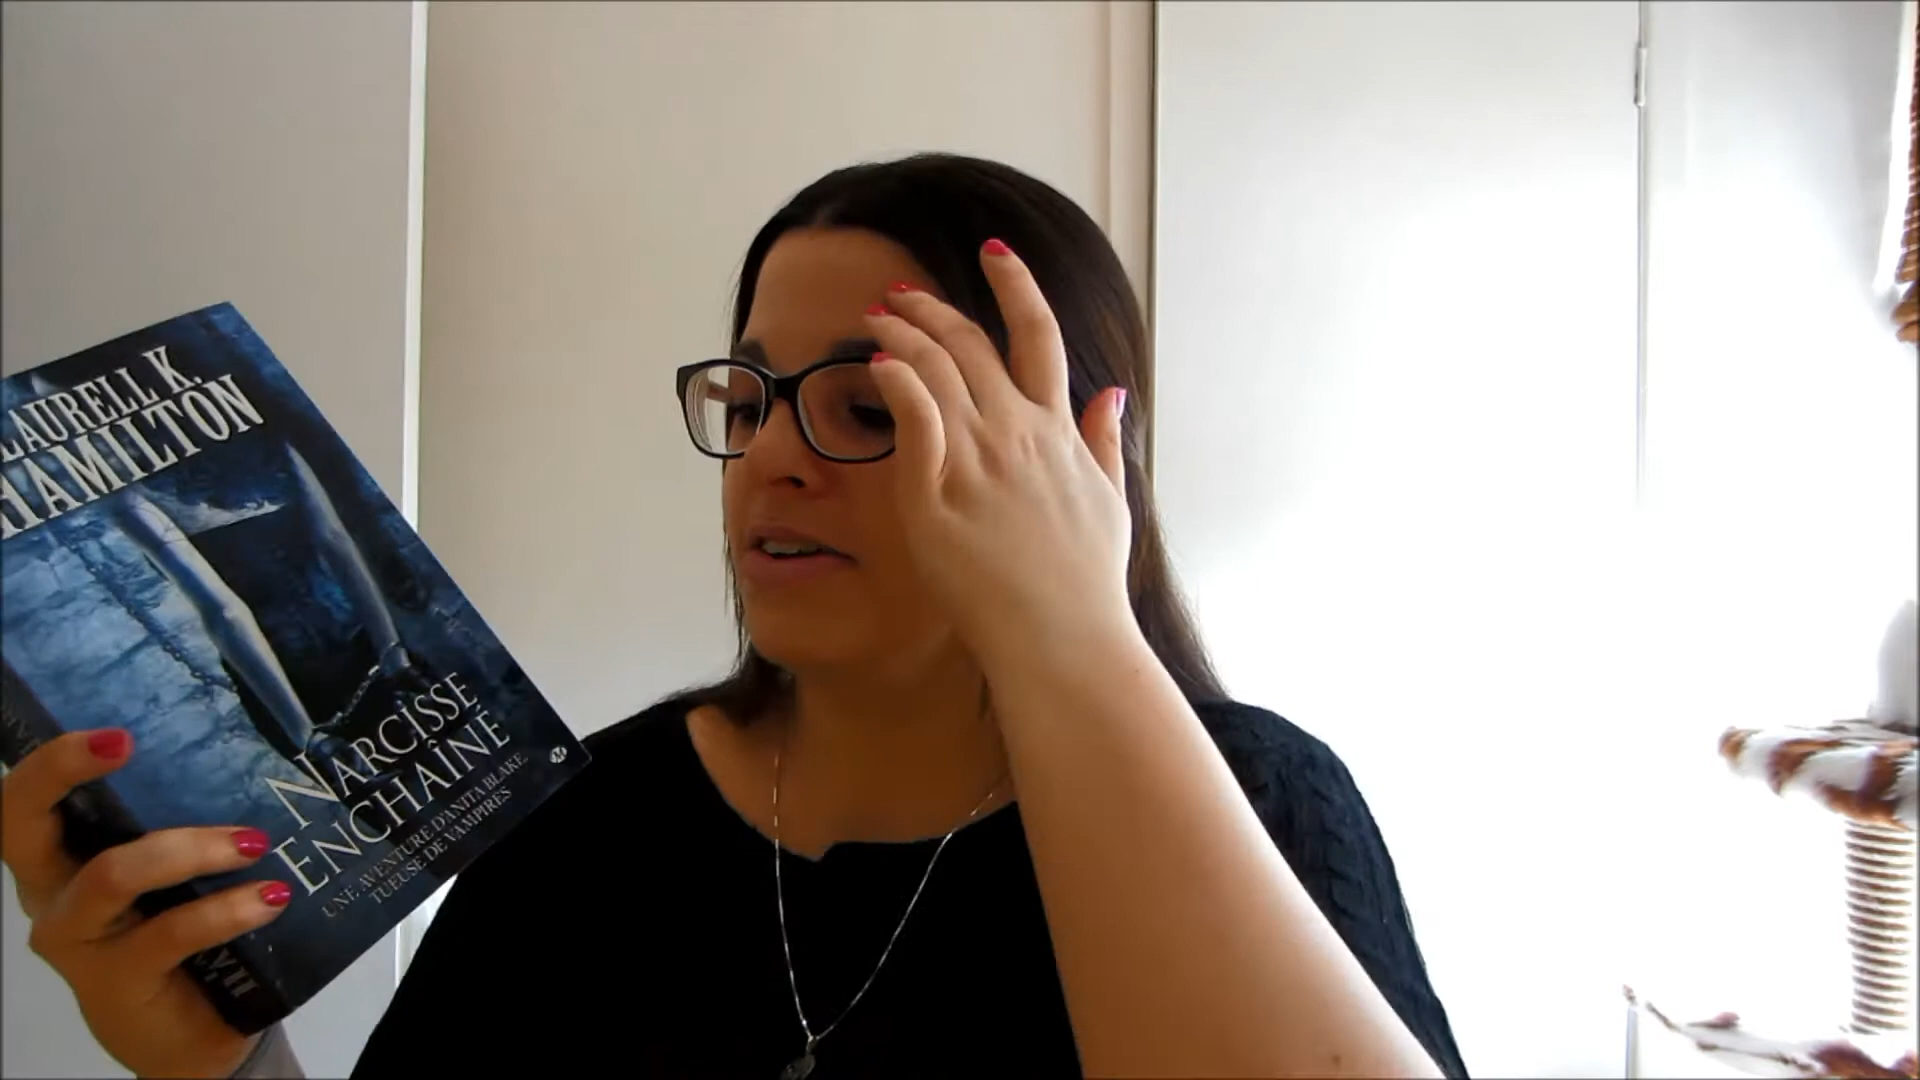 LAURELL K.
HAMILTON
NARCISSE
ENCHAÎNÉ
UNE AVENTURE D'ANITA BLAKE
TUEUSE DE VAMPIRES